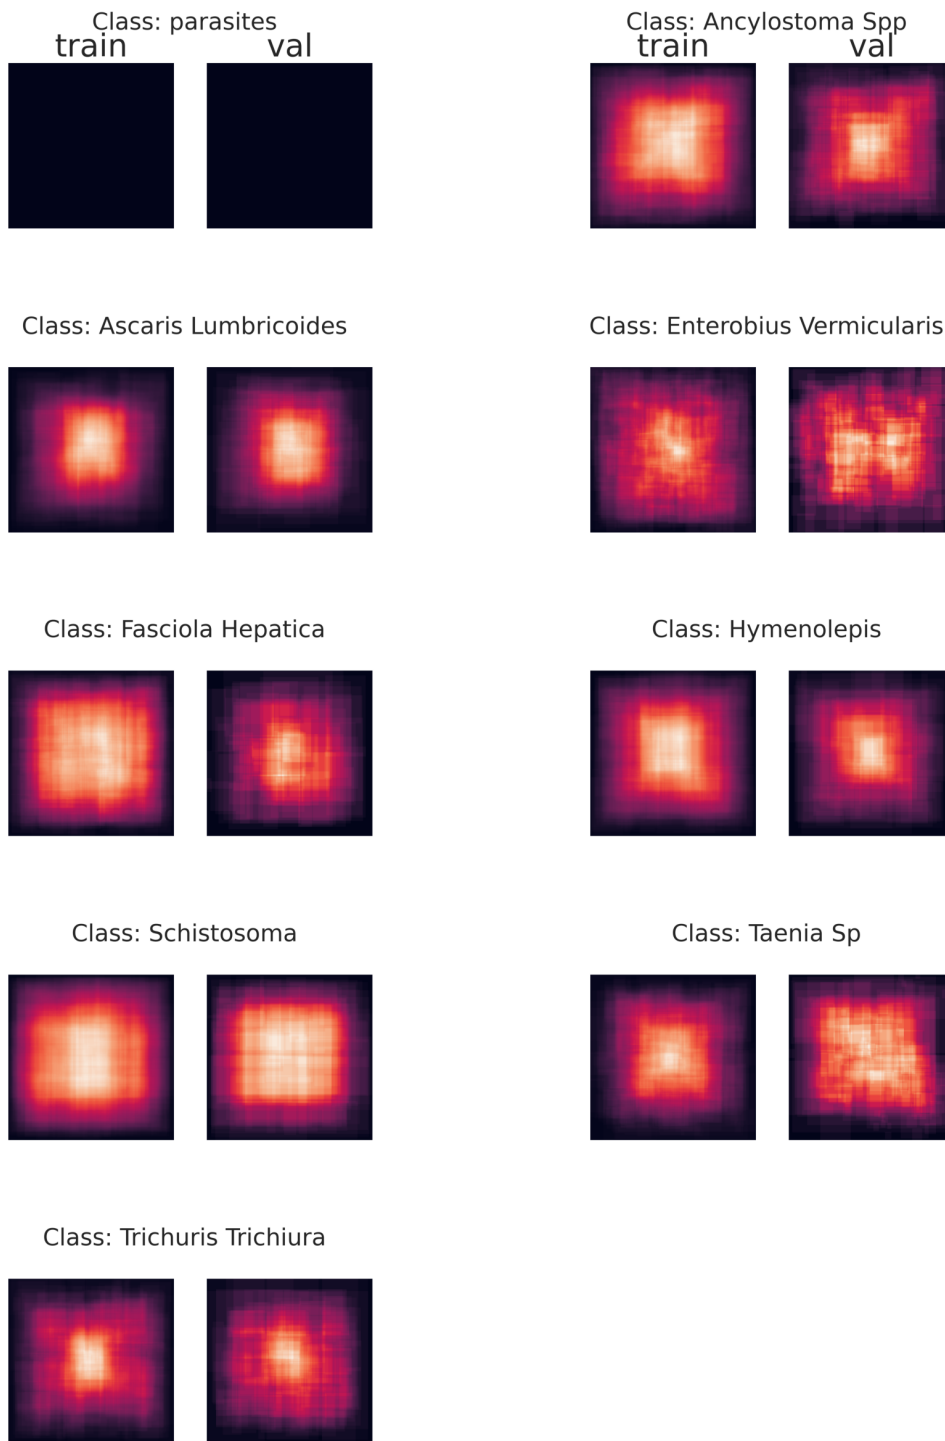 Class: parasites
train val
Class: Ancylostoma Spp
train val
Class: Ascaris Lumbricoides
Class: Enterobius Vermicularis
Class: Fasciola Hepatica
Class: Hymenolepis
Class: Schistosoma
Class: Taenia Sp
Class: Trichuris Trichiura